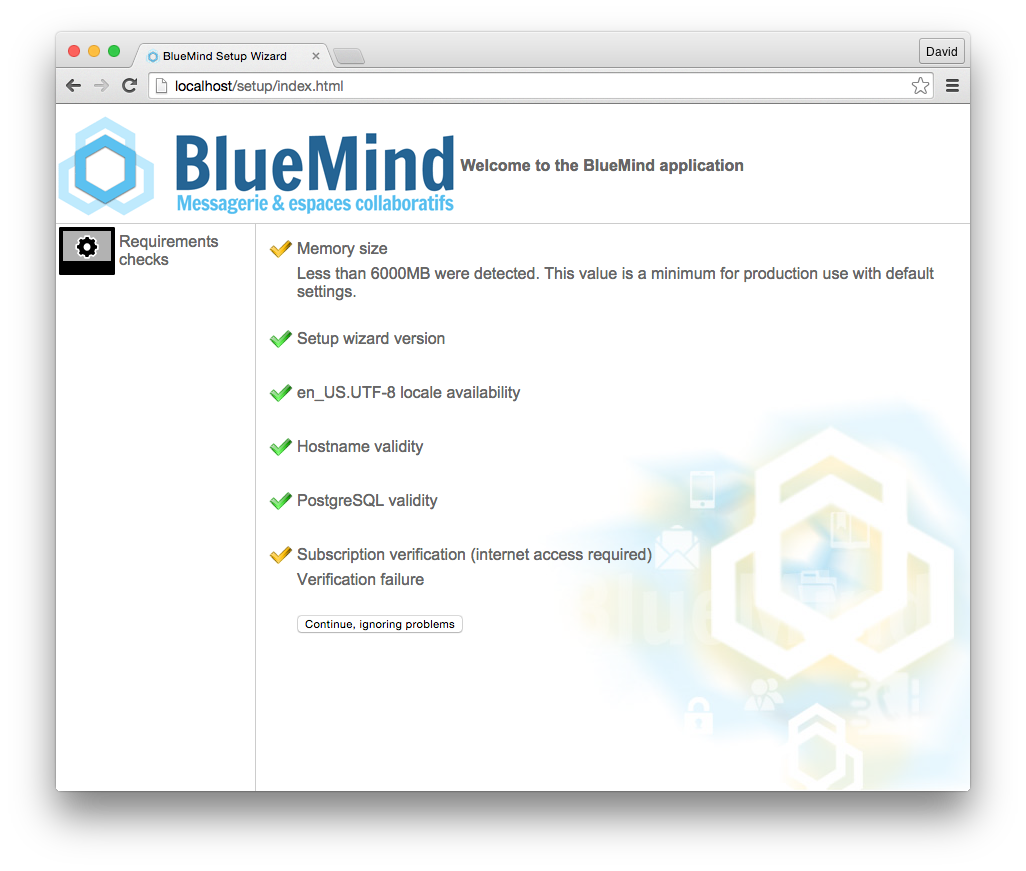 BlueMind Setup Wizard
David
localhost/setup/index.html
BlueMind
Messagerie & espaces collaboratifs
Welcome to the BlueMind application
Requirements
checks
Memory size
Less than 6000MB were detected. This value is a minimum for production use with default
settings.
Setup wizard version
en_US.UTF-8 locale availability
Hostname validity
PostgreSQL validity
Subscription verification (internet access required)
Verification failure
BlueMind
Continue, ignoring problems